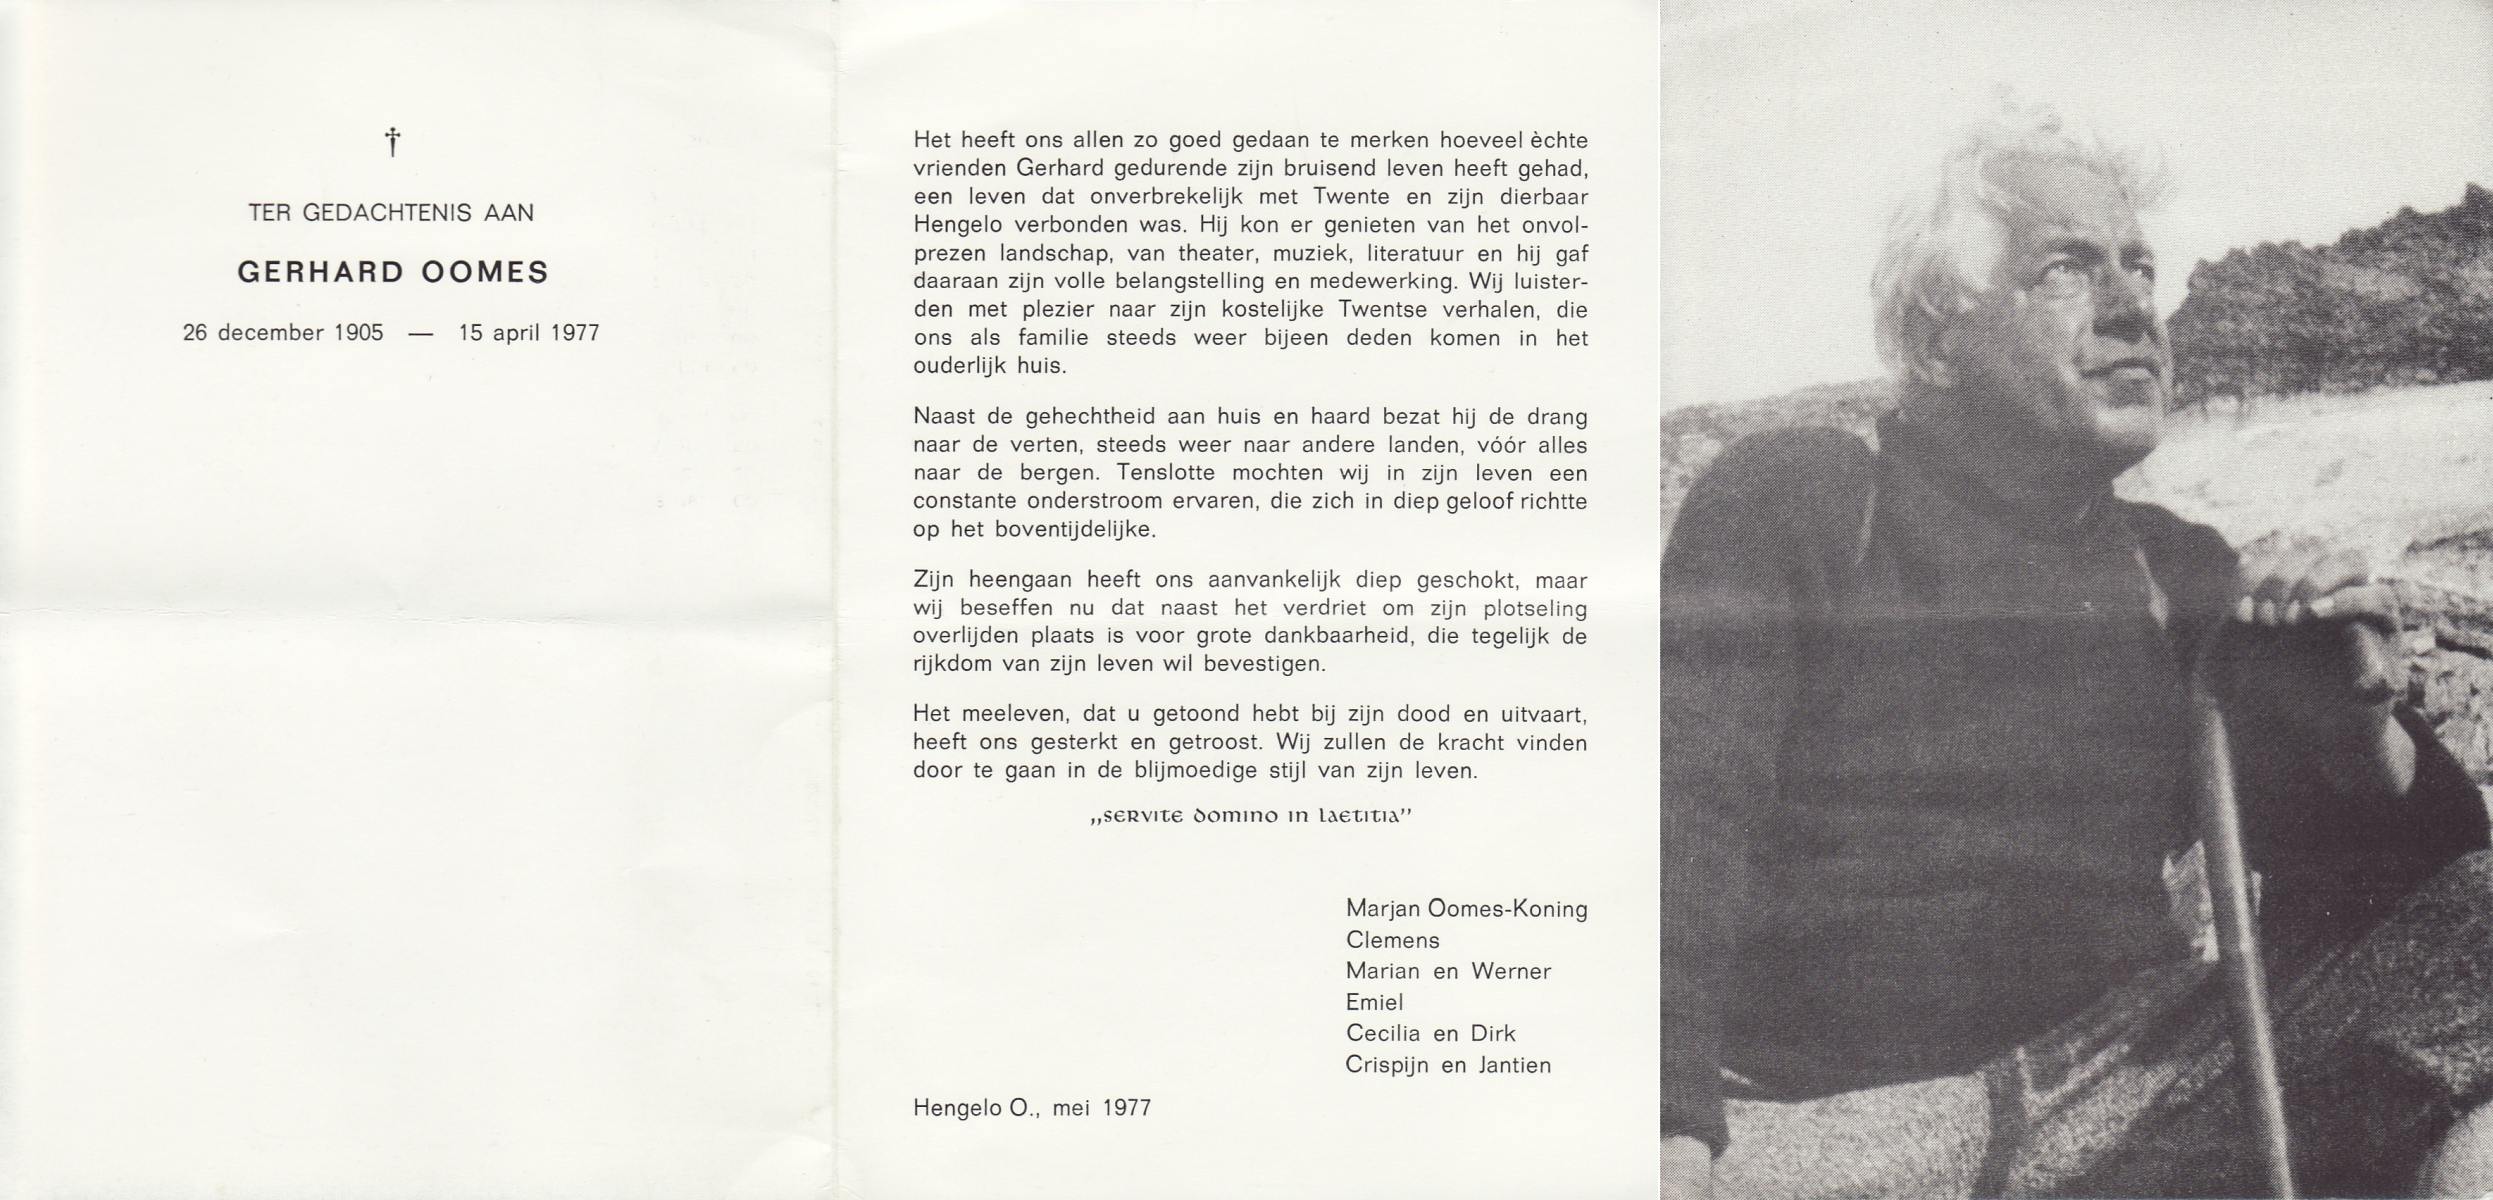 †
TER GEDACHTENIS AAN
GERHARD OOMES
26 december 1905 — 15 april 1977
Het heeft ons allen zo goed gedaan te merken hoeveel èchte
vrienden Gerhard gedurende zijn bruisend leven heeft gehad,
een leven dat onverbrekelijk met Twente en zijn dierbaar
Hengelo verbonden was. Hij kon er genieten van het onvol-
prezen landschap, van theater, muziek, literatuur en hij gaf
daaraan zijn volle belangstelling en medewerking. Wij luister-
den met plezier naar zijn kostelijke Twentse verhalen, die
ons als familie steeds weer bijeen deden komen in het
ouderlijk huis.
Naast de gehechtheid aan huis en haard bezat hij de drang
naar de verten, steeds weer naar andere landen, vóór alles
naar de bergen. Tenslotte mochten wij in zijn leven een
constante onderstroom ervaren, die zich in diep geloof richtte
op het boventijdelijke.
Zijn heengaan heeft ons aanvankelijk diep geschokt, maar
wij beseffen nu dat naast het verdriet om zijn plotseling
overlijden plaats is voor grote dankbaarheid, die tegelijk de
rijkdom van zijn leven wil bevestigen.
Het meeleven, dat u getoond hebt bij zijn dood en uitvaart,
heeft ons gesterkt en getroost. Wij zullen de kracht vinden
door te gaan in de blijmoedige stijl van zijn leven.
„servite domino in laetitia”
Marjan Oomes-Koning
Clemens
Marian en Werner
Emiel
Cecilia en Dirk
Crispijn en Jantien
Hengelo O., mei 1977